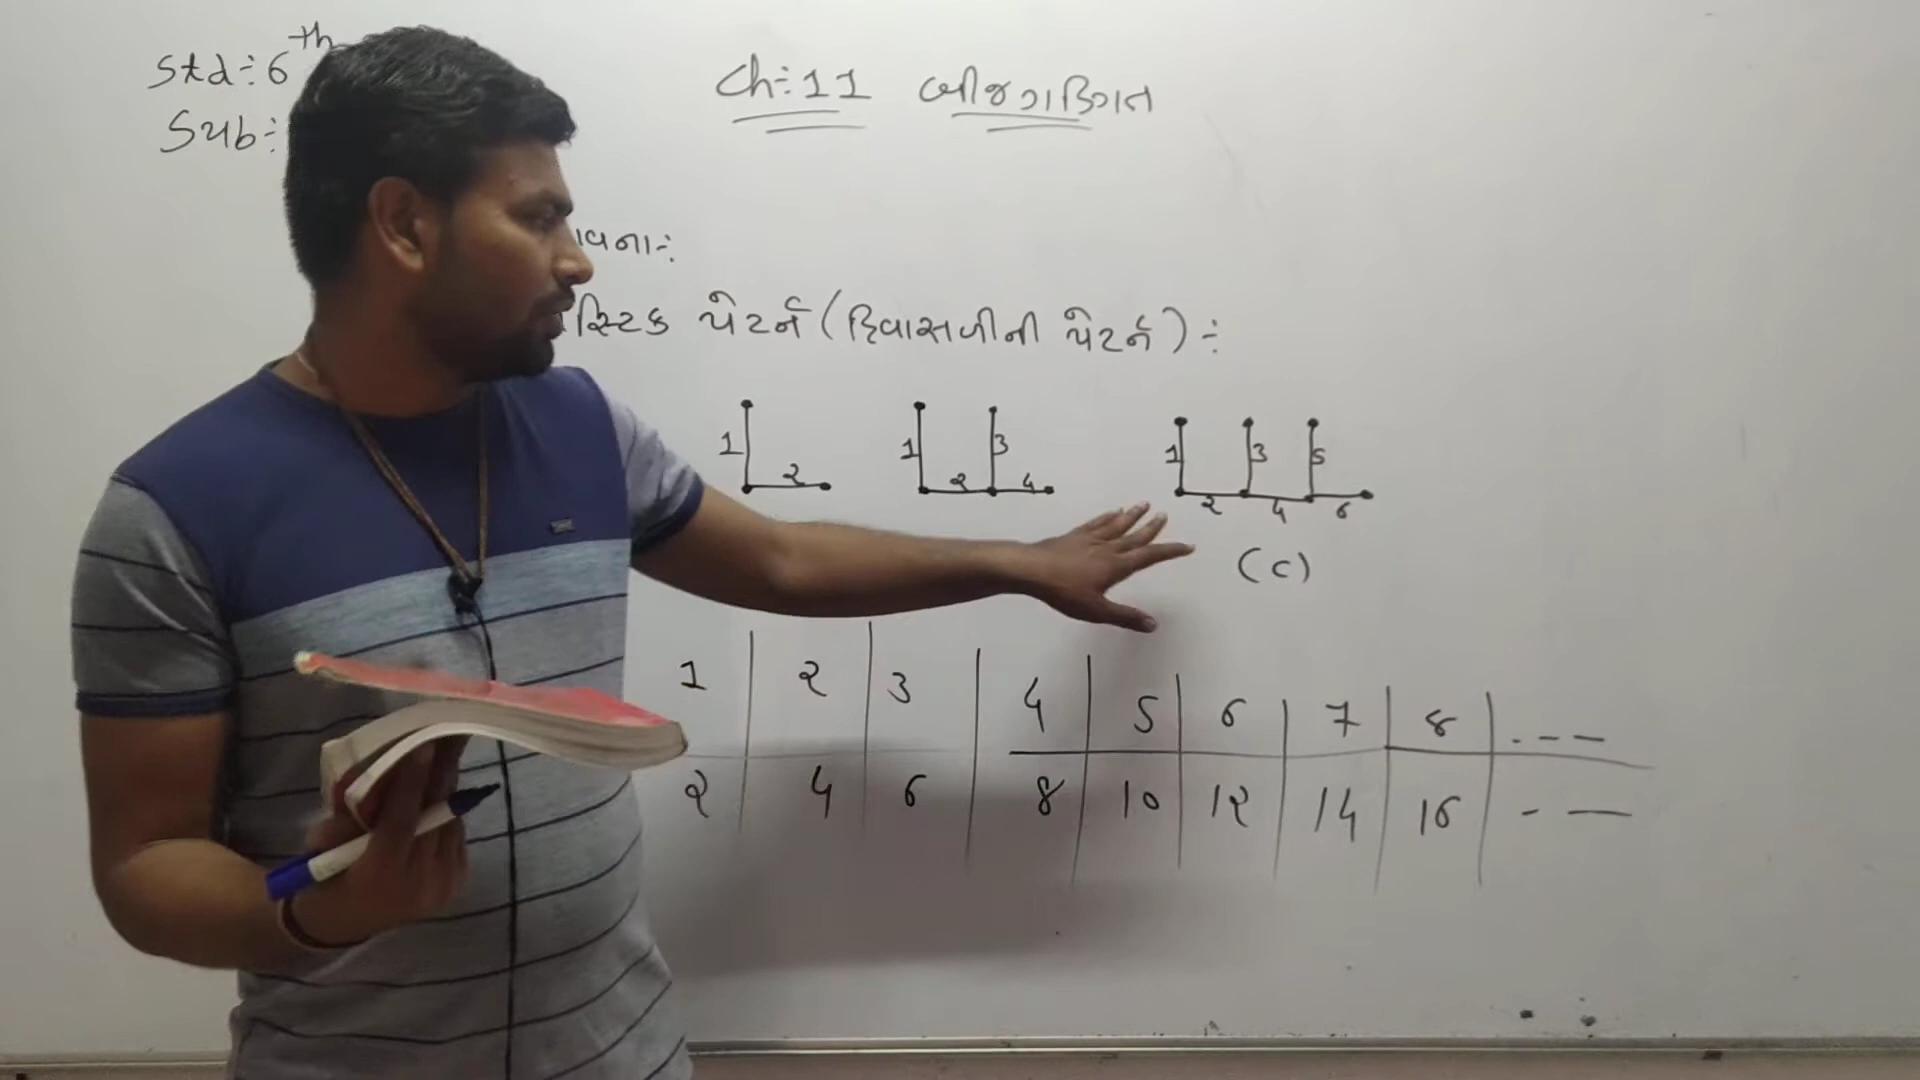 Std:- 6th
Ch:- 11 બીજગણિત
Sub:-
વના:-
સ્ટિક પેટર્ન (દિવાસળીની પેટર્ન) :-
1 2 1 2 3 4 1 2 3 4 5 6
(c)
1 2 3 4 5 6 7 8 . - - -
2 4 6 8 10 12 14 16 - —